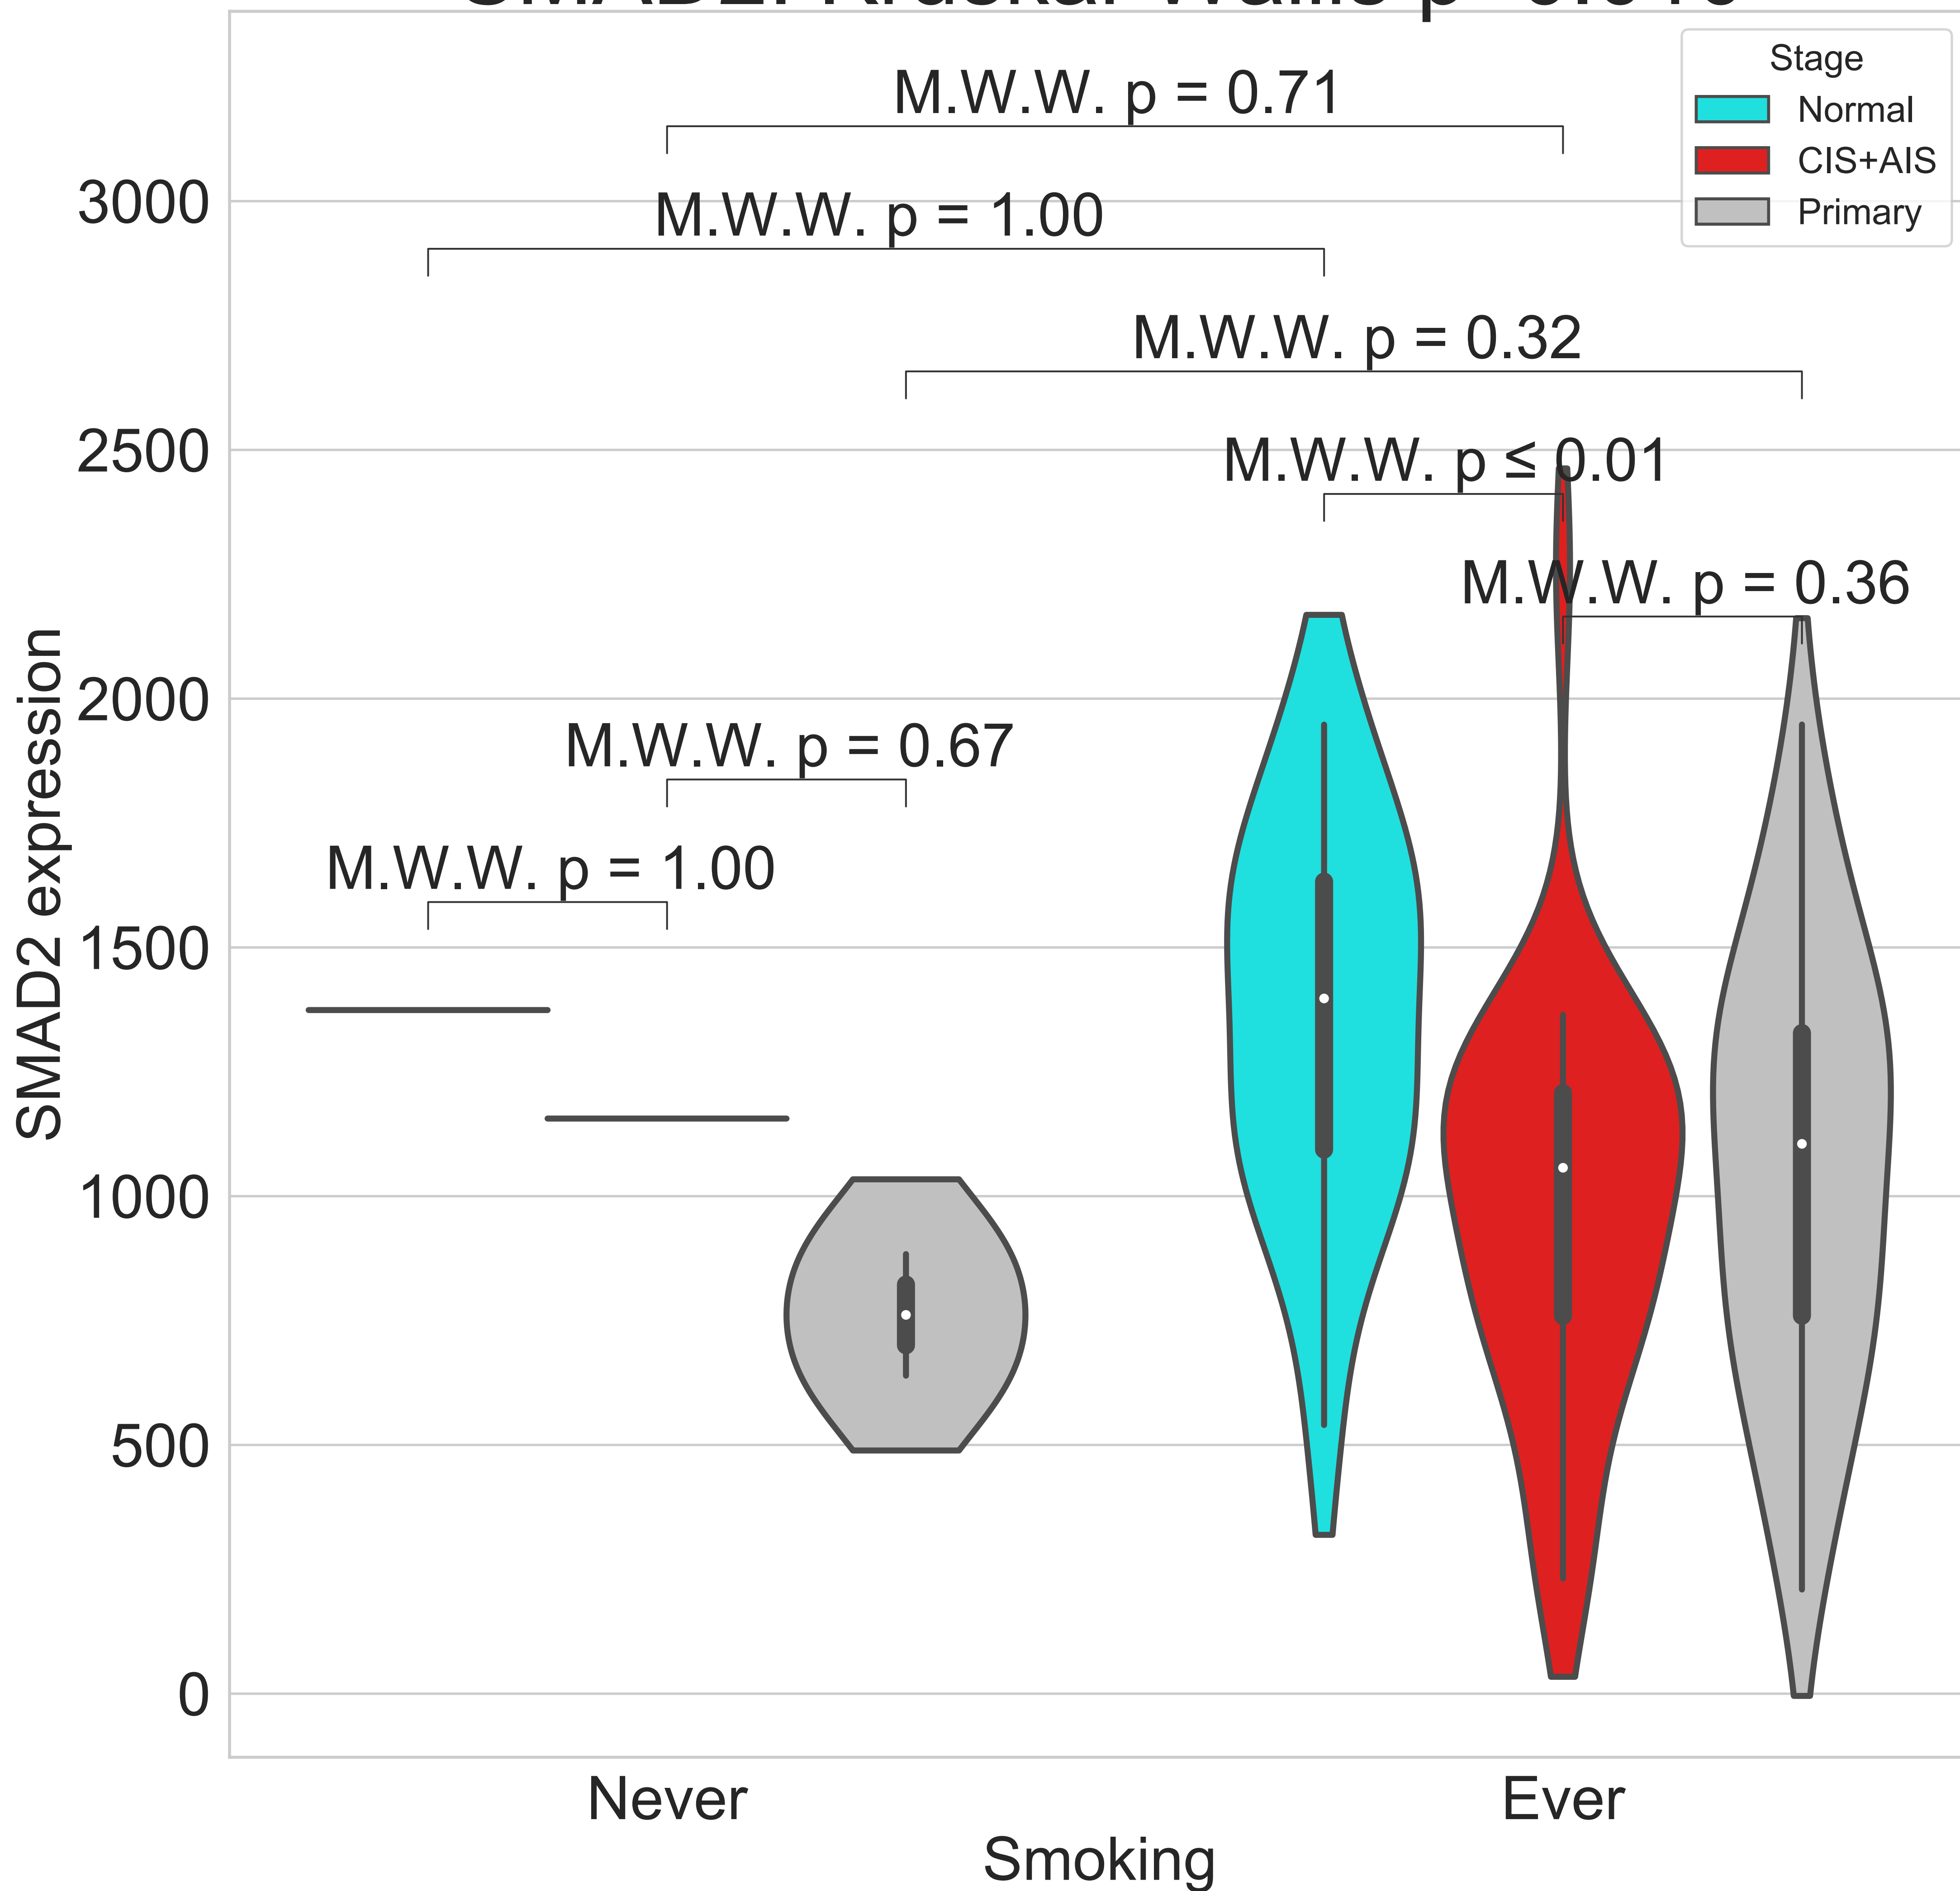 Stage
Normal
CIS+AIS
Primary
M.W.W. p = 0.71
M.W.W. p = 1.00
M.W.W. p = 0.32
M.W.W. p ≤ 0.01
M.W.W. p = 0.36
M.W.W. p = 0.67
M.W.W. p = 1.00
3000
2500
2000
1500
1000
500
0
SMAD2 expression
Never
Ever
Smoking